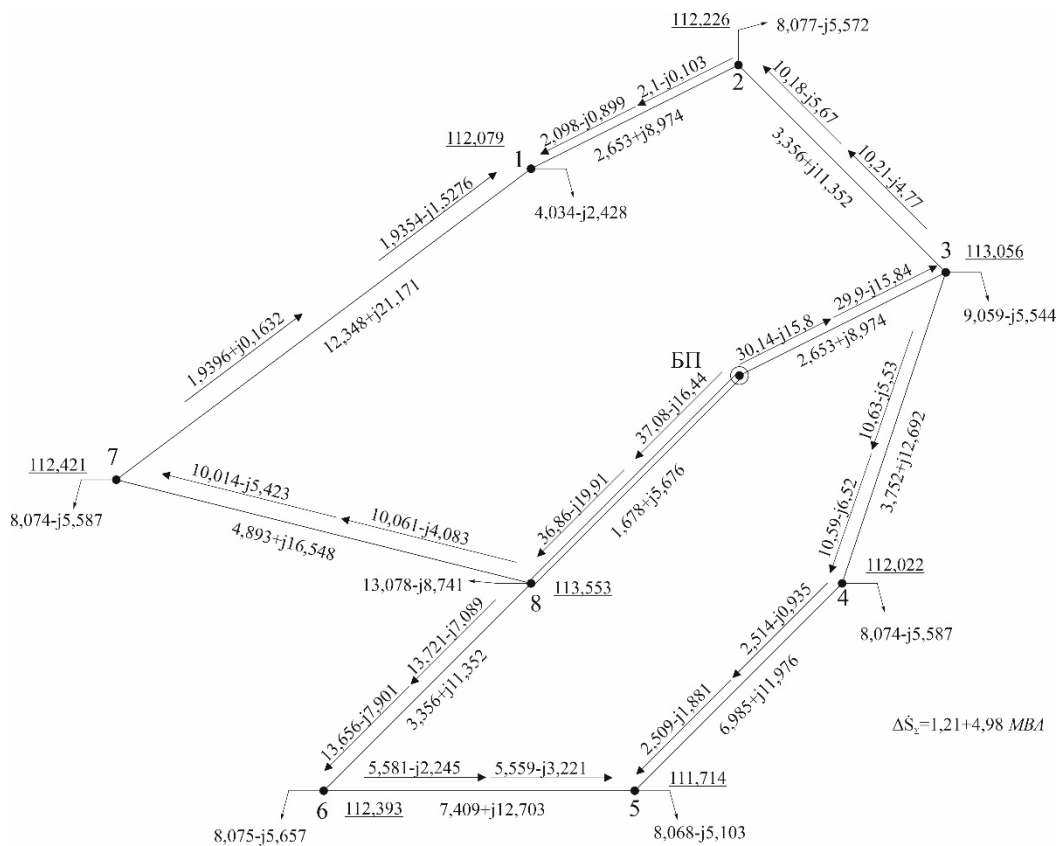 112,226
8,077-j5,572
2
2,1-j0,103
2,098-j0,899
2,653+j8,974
10,18-j5,67
10,21-j4,77
3,356+j11,352
112,079
1
4,034-j2,428
1,9354-j1,5276
1,9396+j0,1632
12,348+j21,171
3
113,056
9,059-j5,544
29,9-j15,84
30,14-j15,8
2,653+j8,974
БП
37,08-j16,44
36,86-j19,91
1,678+j5,676
10,63-j5,53
10,59-j6,52
3,752+j12,692
7
112,421
8,074-j5,587
10,014-j5,423
10,061-j4,083
4,893+j16,548
13,078-j8,741
8
113,553
112,022
4
8,074-j5,587
13,721-j7,089
13,656-j7,901
3,356+j11,352
2,514-j0,935
2,509-j1,881
6,985+j11,976
ΔṠΣ=1,21+4,98 МВА
5,581-j2,245
5,559-j3,221
111,714
6
112,393
7,409+j12,703
5
8,075-j5,657
8,068-j5,103